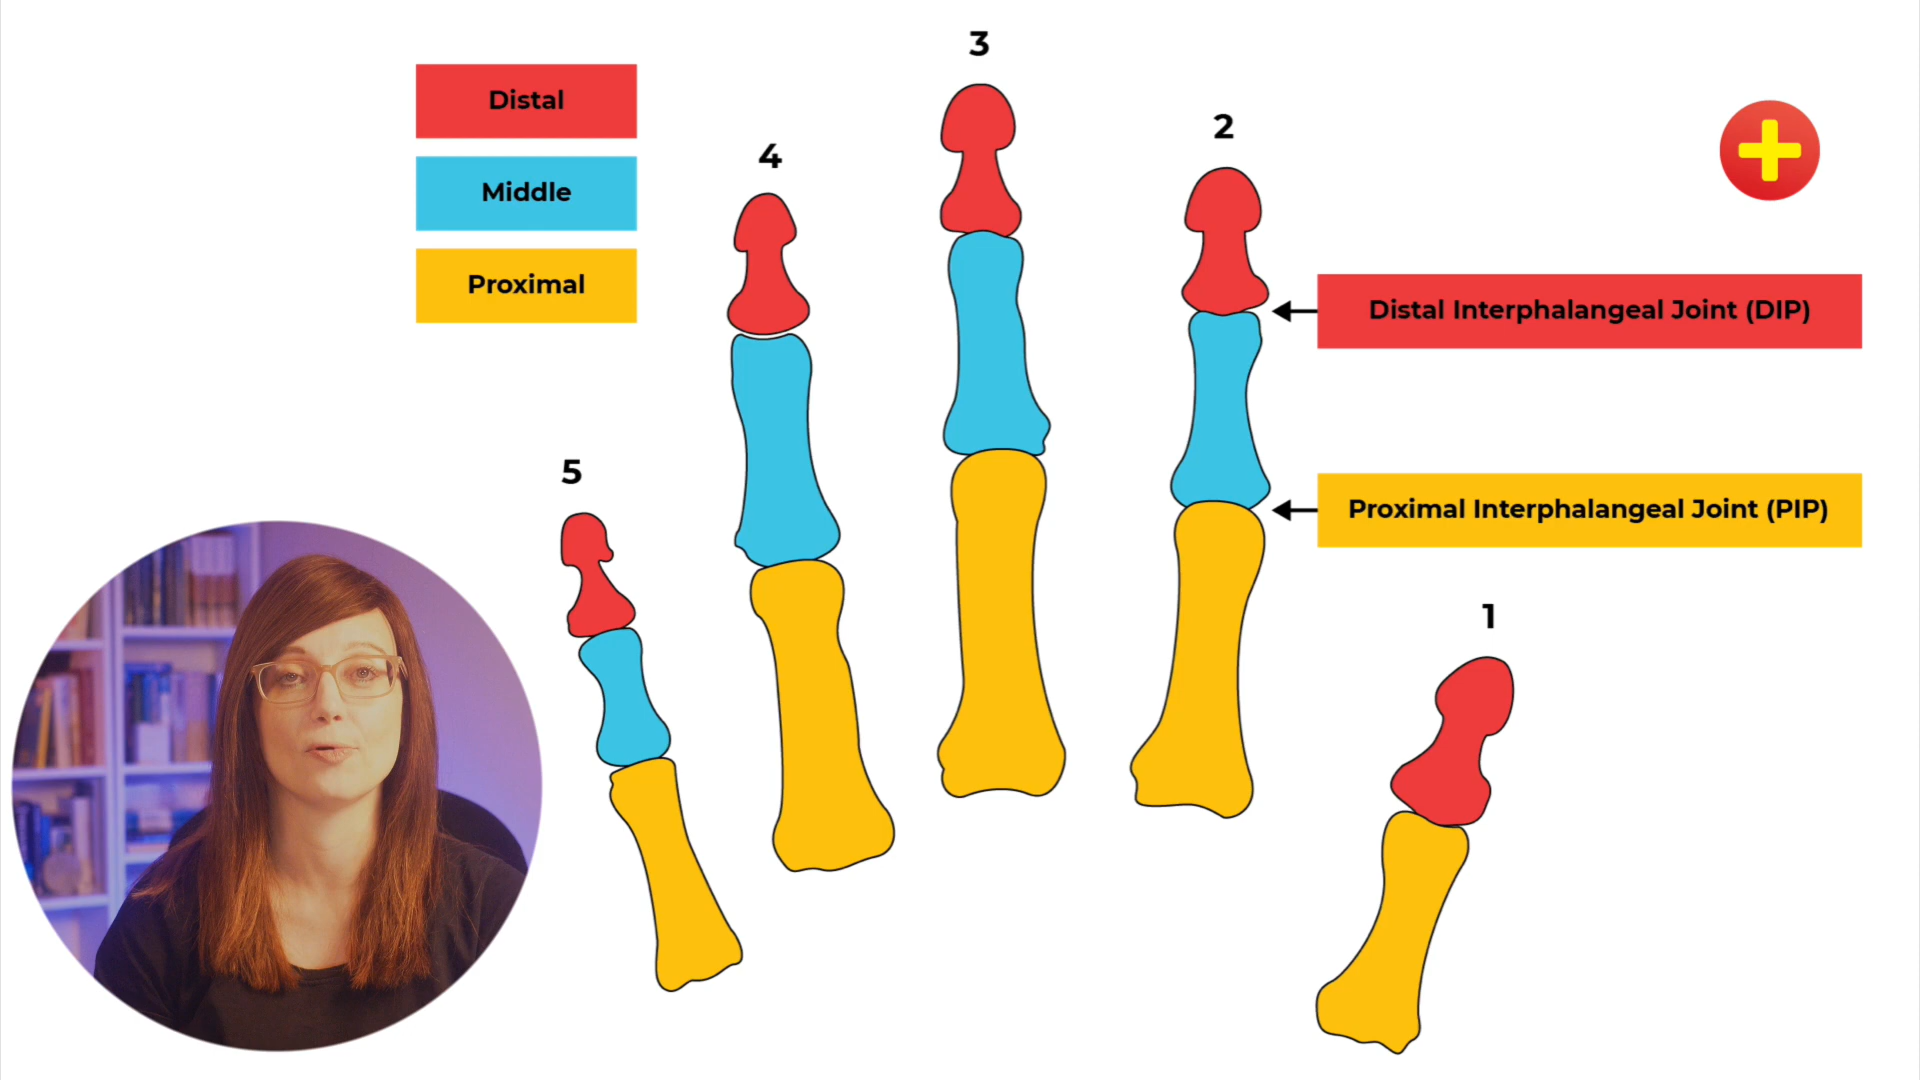 3
Distal
2
4
Middle
Proximal
Distal Interphalangeal Joint (DIP)
5
Proximal Interphalangeal Joint (PIP)
1